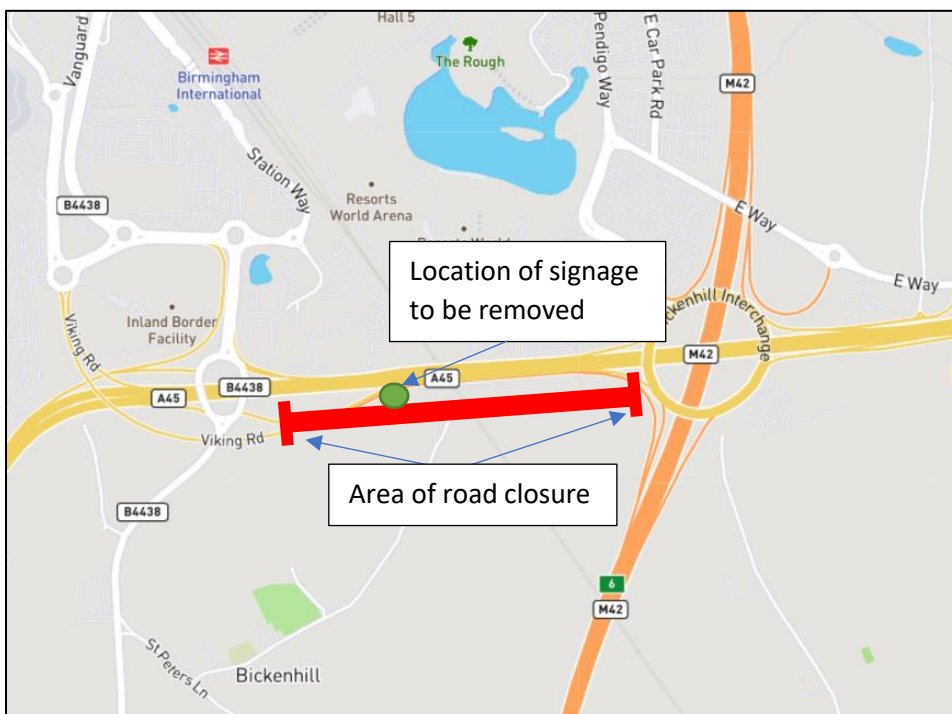 Hall 5
Vanguard
Pendigo Way
E Car Park Rd
The Rough
Birmingham
International
M42
Station Way
B4438
Resorts
World Arena
E Way
Location of signage
to be removed
E Way
Inland Border
Facility
Viking Rd
Bickenhill Interchange
M42
A45
B4438
A45
Viking Rd
Area of road closure
B4438
6
M42
St Peters Ln
Bickenhill